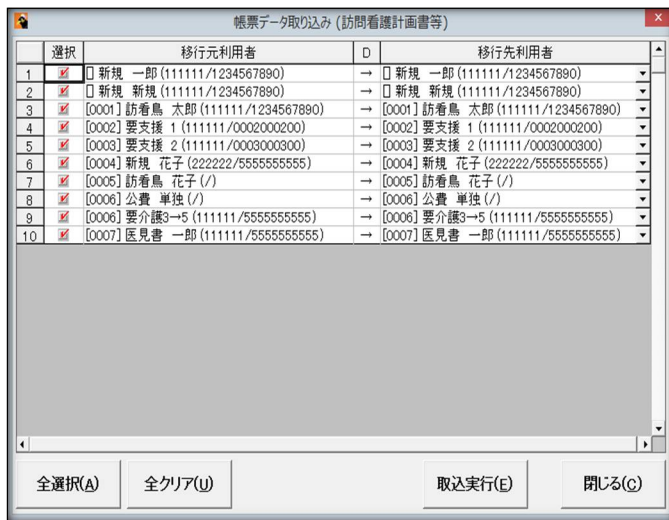 帳票データ取り込み (訪問看護計画書等)
選択 移行元利用者 D 移行先利用者
1 [] 新規 一郎 (111111/1234567890) → [] 新規 一郎 (111111/1234567890)
2 [] 新規 新規 (111111/1234567890) → [] 新規 新規 (111111/1234567890)
3 [0001] 訪看鳥 太郎 (111111/1234567890) → [0001] 訪看鳥 太郎 (111111/1234567890)
4 [0002] 要支援 1 (111111/0002000200) → [0002] 要支援 1 (111111/0002000200)
5 [0003] 要支援 2 (111111/0003000300) → [0003] 要支援 2 (111111/0003000300)
6 [0004] 新規 花子 (222222/5555555555) → [0004] 新規 花子 (222222/5555555555)
7 [0005] 訪看鳥 花子 (/) → [0005] 訪看鳥 花子 (/)
8 [0006] 公費 単独 (/) → [0006] 公費 単独 (/)
9 [0006] 要介護3→5 (111111/5555555555) → [0006] 要介護3→5 (111111/5555555555)
10 [0007] 医見書 一郎 (111111/5555555555) → [0007] 医見書 一郎 (111111/5555555555)
全選択(A) 全クリア(U) 取込実行(E) 閉じる(C)